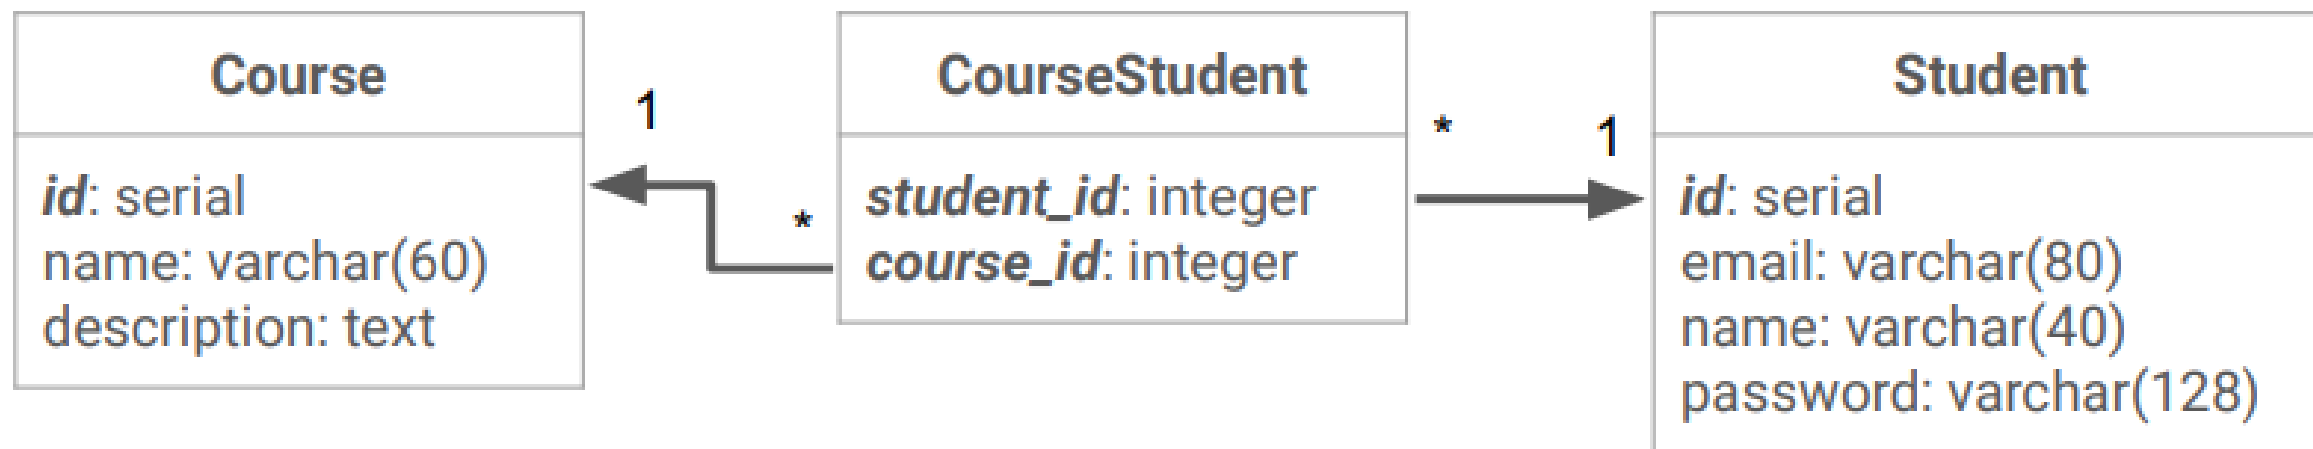 Course
id: serial
name: varchar(60)
description: text
1
*
CourseStudent
student_id: integer
course_id: integer
*
1
Student
id: serial
email: varchar(80)
name: varchar(40)
password: varchar(128)